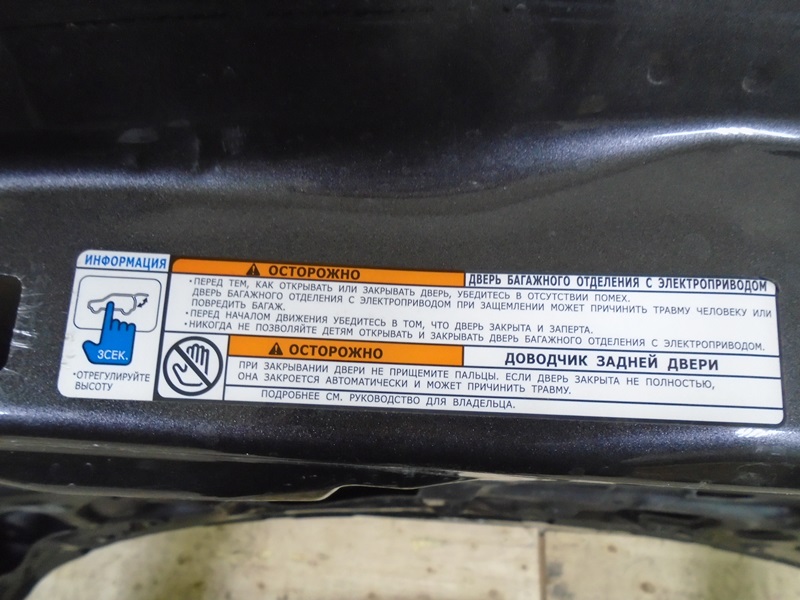 ИНФОРМАЦИЯ
3СЕК.
•ОТРЕГУЛИРУЙТЕ
ВЫСОТУ
ОСТОРОЖНО
ДВЕРЬ БАГАЖНОГО ОТДЕЛЕНИЯ С ЭЛЕКТРОПРИВОДОМ
•ПЕРЕД ТЕМ, КАК ОТКРЫВАТЬ ИЛИ ЗАКРЫВАТЬ ДВЕРЬ, УБЕДИТЕСЬ В ОТСУТСТВИИ ПОМЕХ.
ДВЕРЬ БАГАЖНОГО ОТДЕЛЕНИЯ С ЭЛЕКТРОПРИВОДОМ ПРИ ЗАЩЕМЛЕНИИ МОЖЕТ ПРИЧИНИТЬ ТРАВМУ ЧЕЛОВЕКУ ИЛИ
ПОВРЕДИТЬ БАГАЖ.
•ПЕРЕД НАЧАЛОМ ДВИЖЕНИЯ УБЕДИТЕСЬ В ТОМ, ЧТО ДВЕРЬ ЗАКРЫТА И ЗАПЕРТА.
•НИКОГДА НЕ ПОЗВОЛЯЙТЕ ДЕТЯМ ОТКРЫВАТЬ И ЗАКРЫВАТЬ ДВЕРЬ БАГАЖНОГО ОТДЕЛЕНИЯ С ЭЛЕКТРОПРИВОДОМ.
ОСТОРОЖНО
ДОВОДЧИК ЗАДНЕЙ ДВЕРИ
ПРИ ЗАКРЫВАНИИ ДВЕРИ НЕ ПРИЩЕМИТЕ ПАЛЬЦЫ. ЕСЛИ ДВЕРЬ ЗАКРЫТА НЕ ПОЛНОСТЬЮ,
ОНА ЗАКРОЕТСЯ АВТОМАТИЧЕСКИ И МОЖЕТ ПРИЧИНИТЬ ТРАВМУ.
ПОДРОБНЕЕ СМ. РУКОВОДСТВО ДЛЯ ВЛАДЕЛЬЦА.